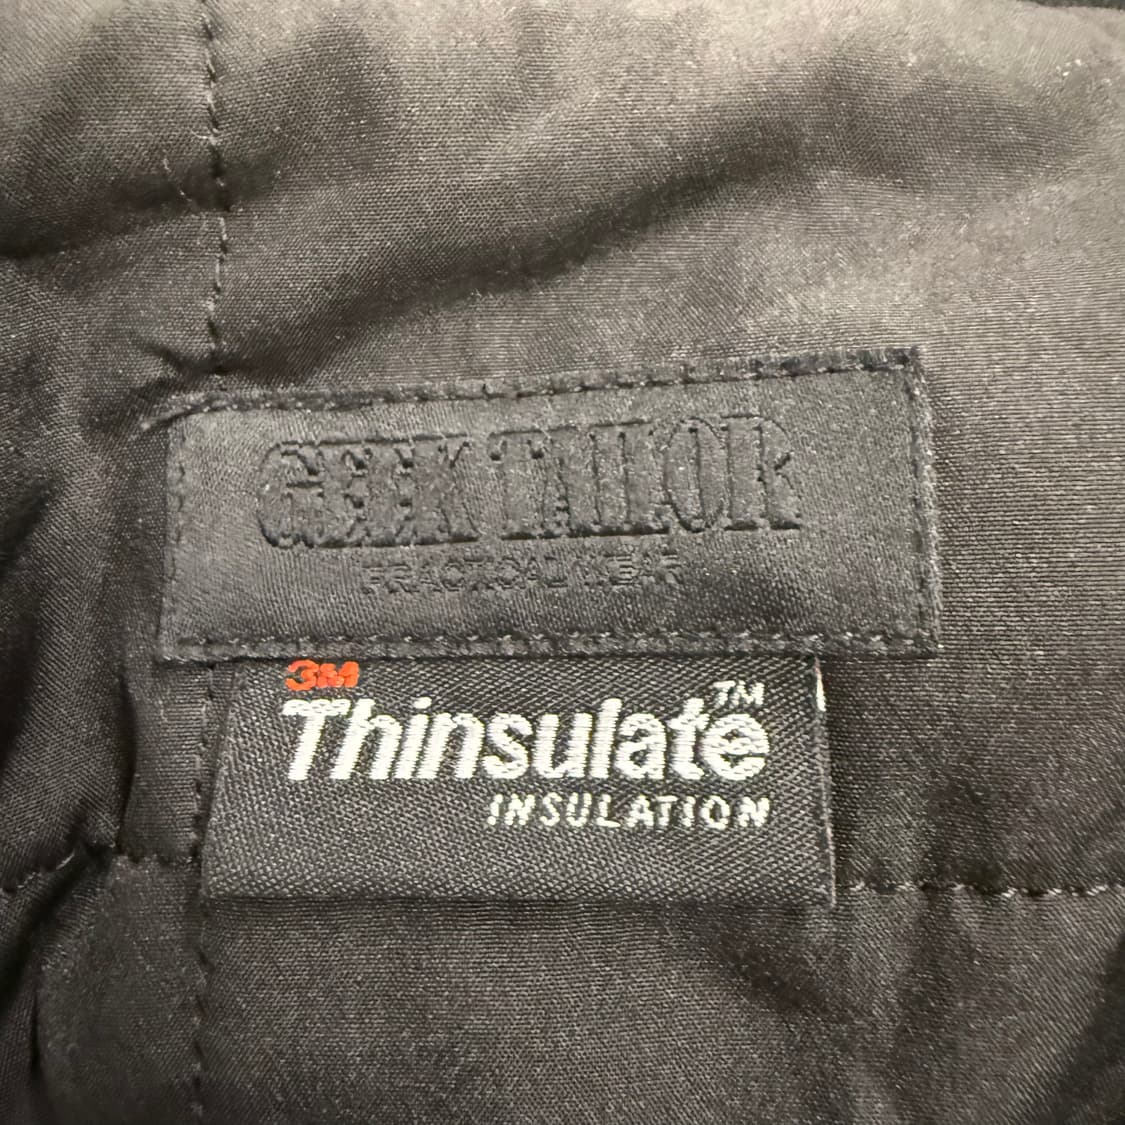 GEEK TAILOR
PRACTICAL WEAR
3M
Thinsulate™
INSULATION